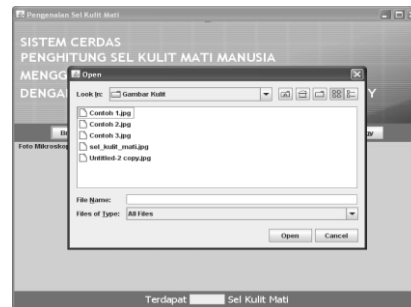 Pengenalan Sel Kulit Mati
SISTEM CERDAS
PENGHITUNG SEL KULIT MATI MANUSIA
MENGG
DENGA
Y
Open
Look In:
Gambar Kulit
Contoh 1.jpg
Contoh 2.jpg
Contoh 3.jpg
sel_kulit_mati.jpg
Untitled-2 copy.jpg
Foto Mikroskop
File Name:
Files of Type:
All Files
Open
Cancel
Terdapat
Sel Kulit Mati